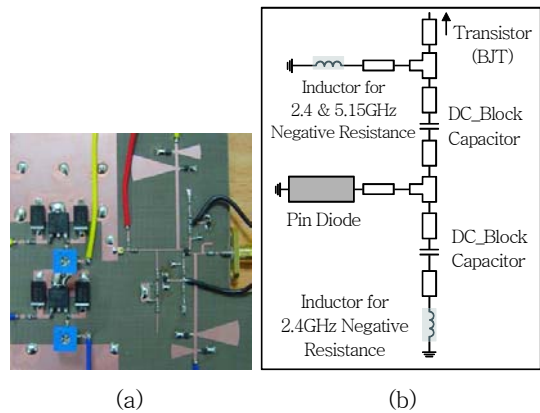 Transistor
(BJT)
Inductor for
2.4 & 5.15GHz
Negative Resistance
DC_Block
Capacitor
Pin Diode
DC_Block
Capacitor
Inductor for
2.4GHz Negative
Resistance
(a)
(b)